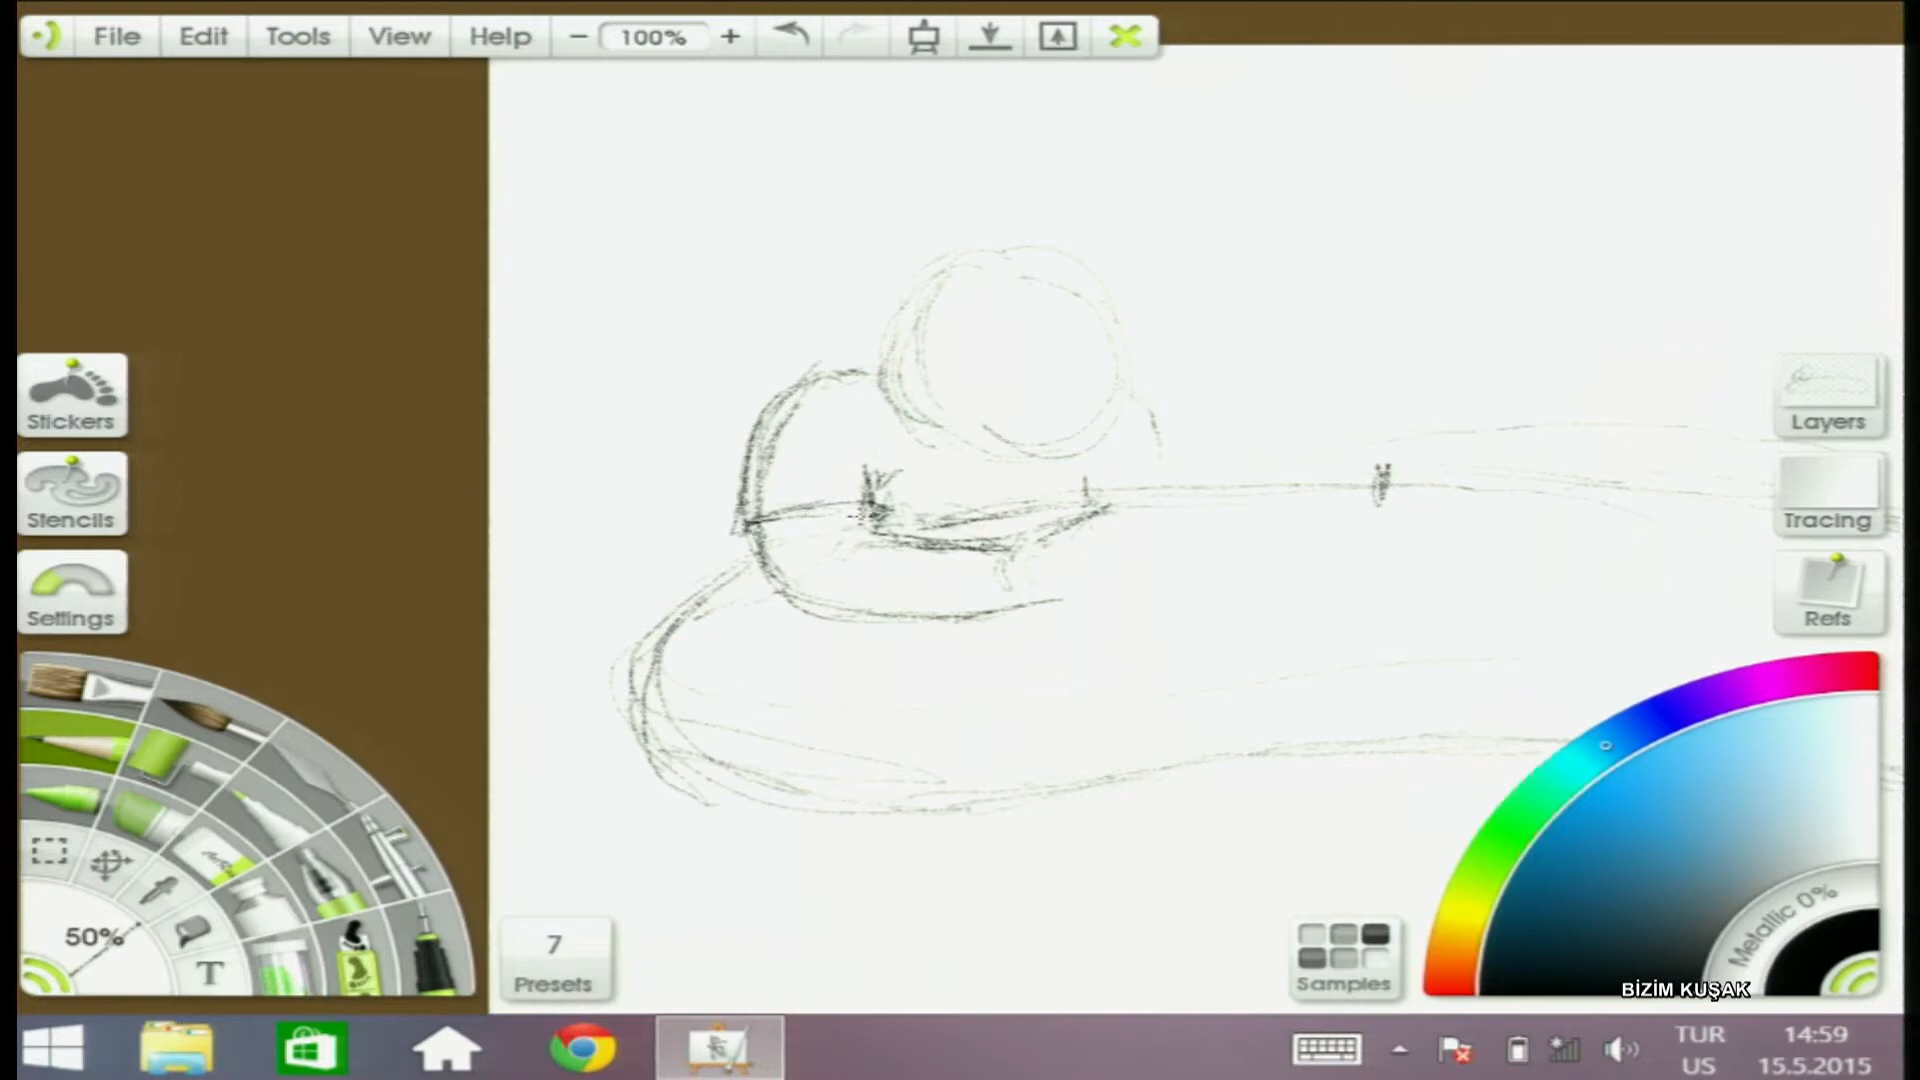 File Edit Tools View Help 100%
Stickers
Stencils
Settings
Layers
Tracing
Refs
50%
T
7
Presets
Samples
Metallic 0%
BİZİM KUŞAK
TUR
US
14:59
15.5.2015